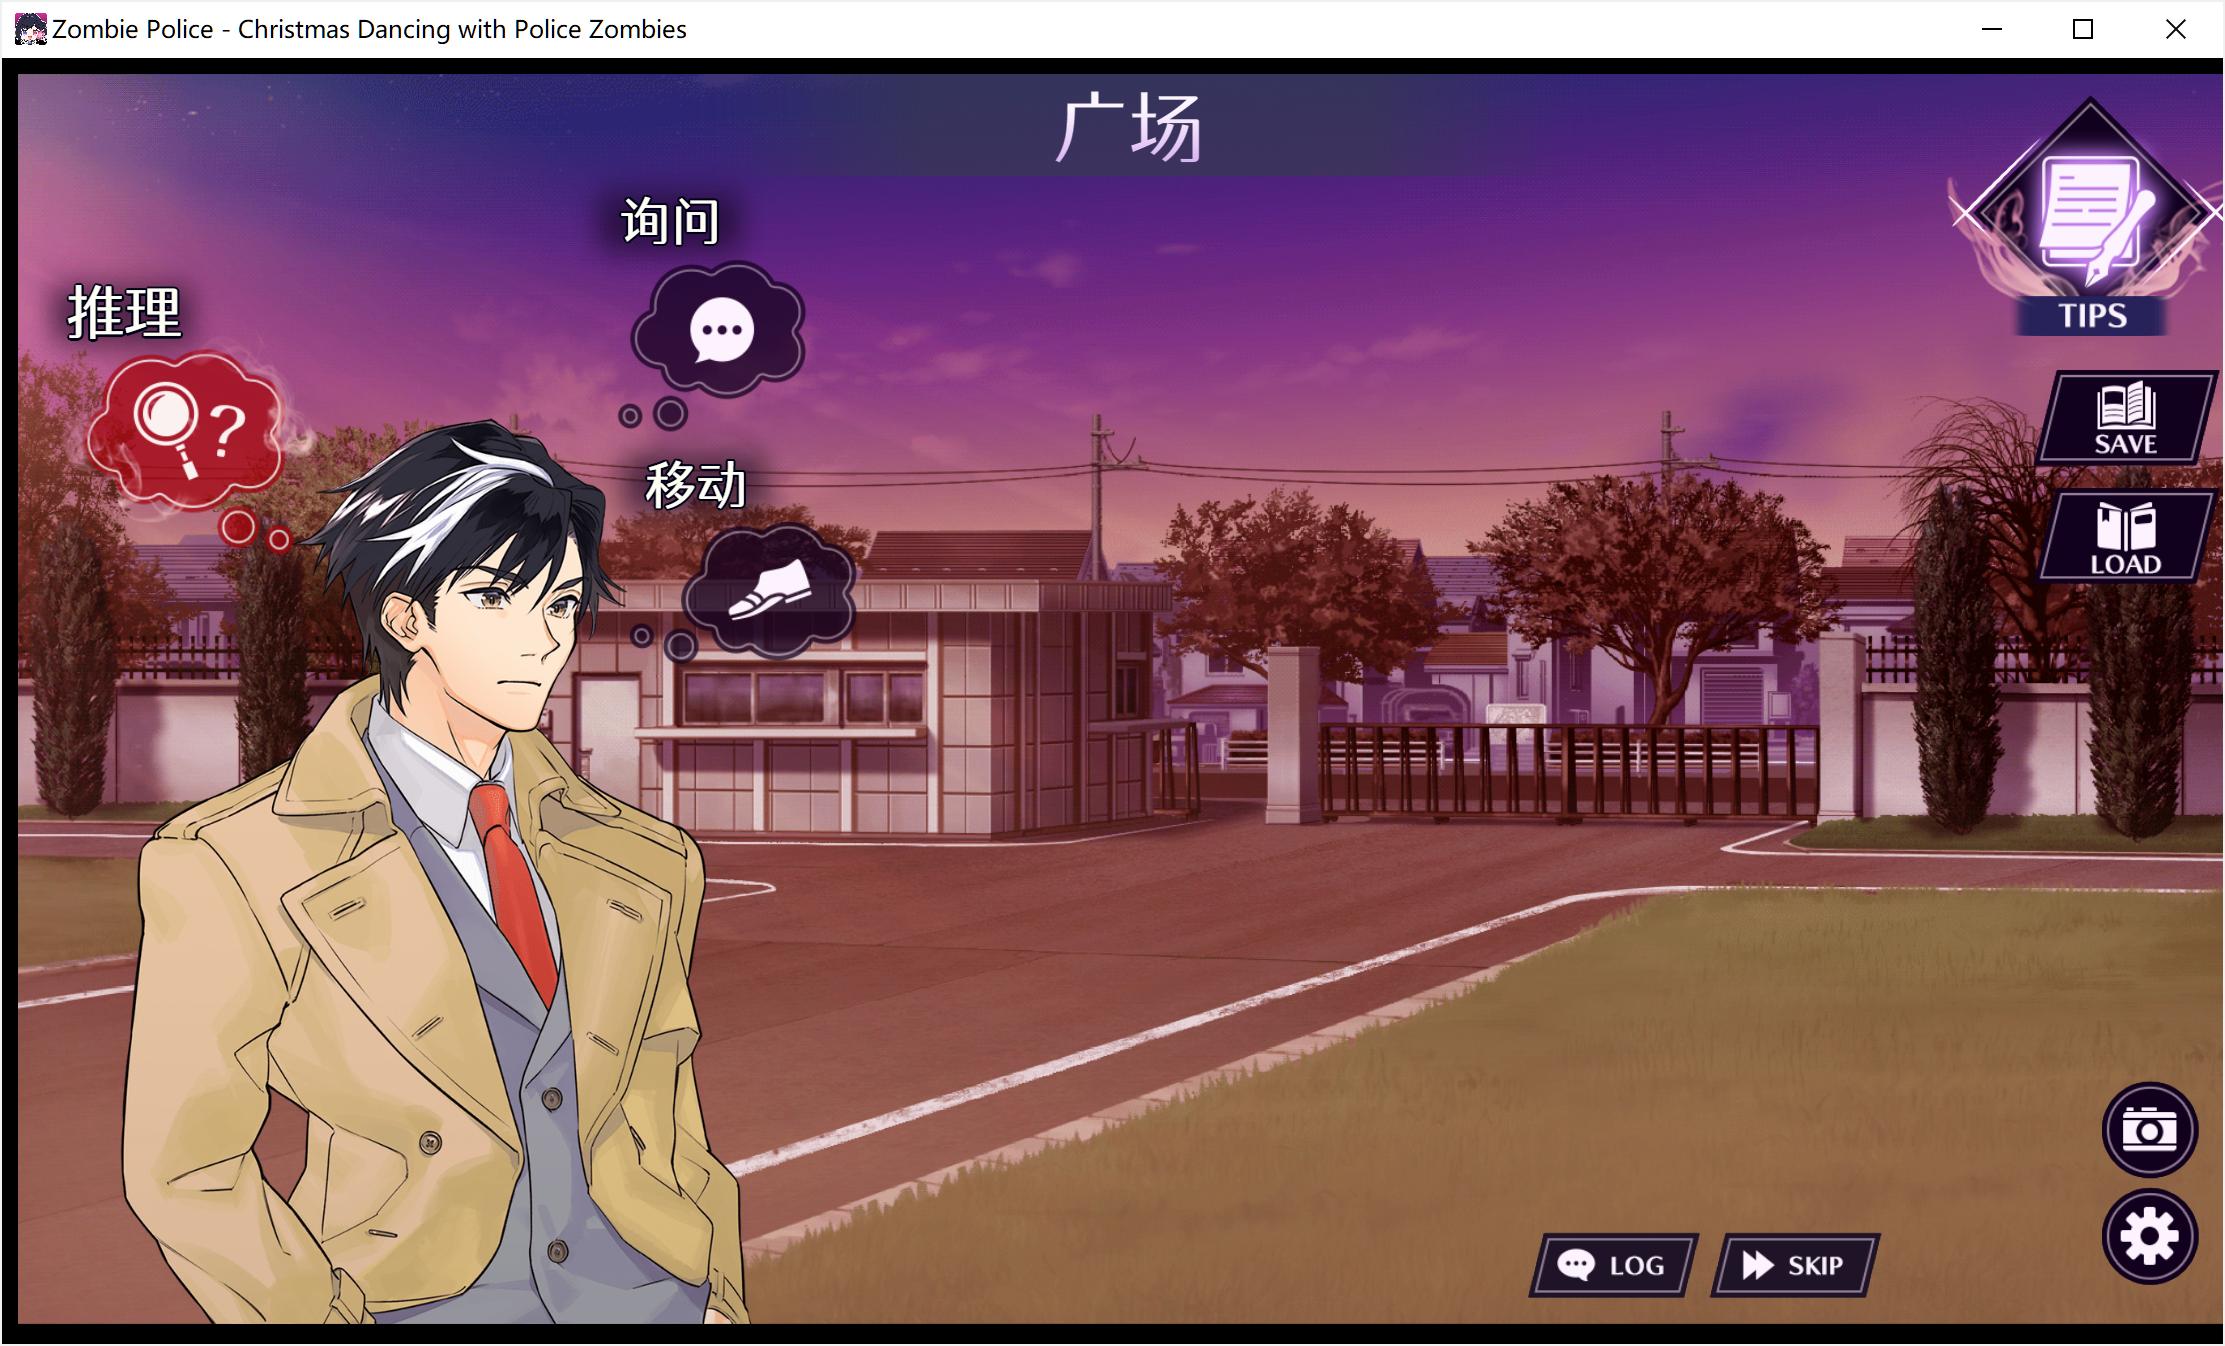 Zombie Police - Christmas Dancing with Police Zombies
广场
询问
推理
?
移动
TIPS
SAVE
LOAD
LOG
SKIP